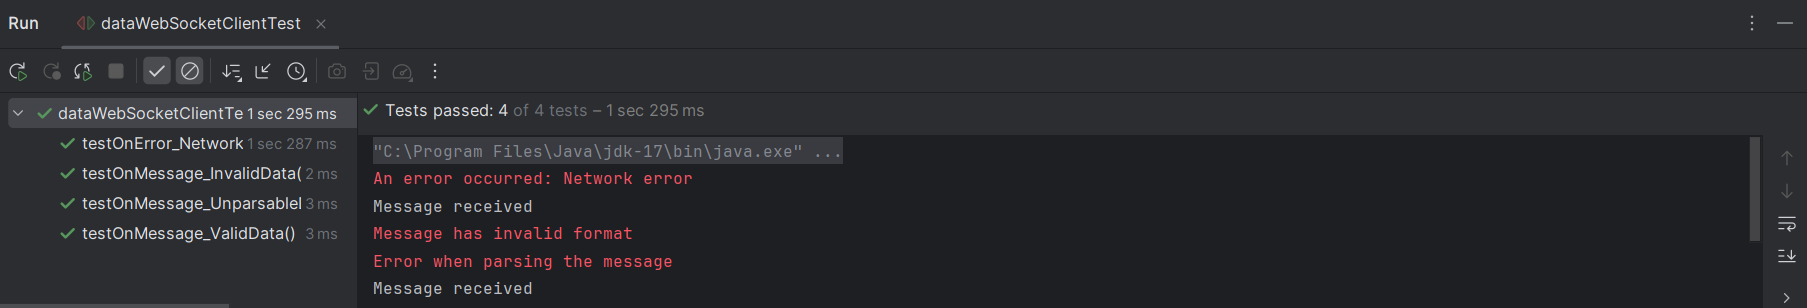 Run dataWebSocketClientTest
Tests passed: 4 of 4 tests – 1 sec 295 ms
dataWebSocketClientTe 1 sec 295 ms
testOnError_Network 1 sec 287 ms
testOnMessage_InvalidData( 2 ms
testOnMessage_Unparsable 3 ms
testOnMessage_ValidData() 3 ms
"C:\Program Files\Java\jdk-17\bin\java.exe" ...
An error occurred: Network error
Message received
Message has invalid format
Error when parsing the message
Message received